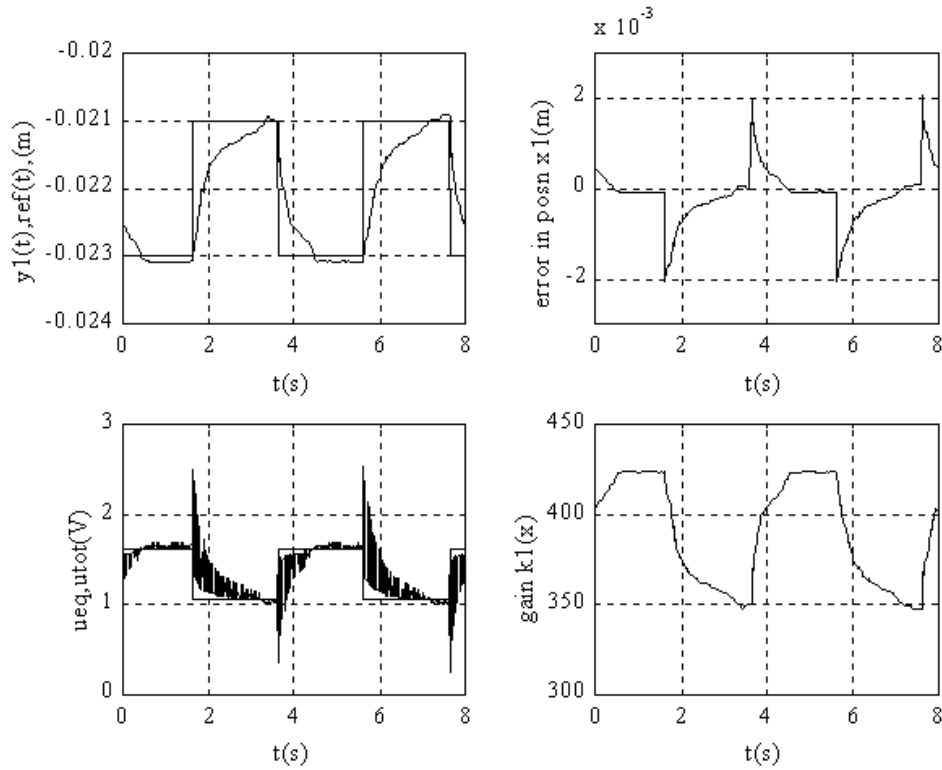 x 10^-3
-0.02
-0.021
-0.022
-0.023
-0.024
y1(t),ref(t),(m)
0 2 4 6 8
t(s)
2
0
-2
error in posn x1(m)
0 2 4 6 8
t(s)
3
2
1
0
ueq,utot(V)
0 2 4 6 8
t(s)
450
400
350
300
gain k1(x)
0 2 4 6 8
t(s)